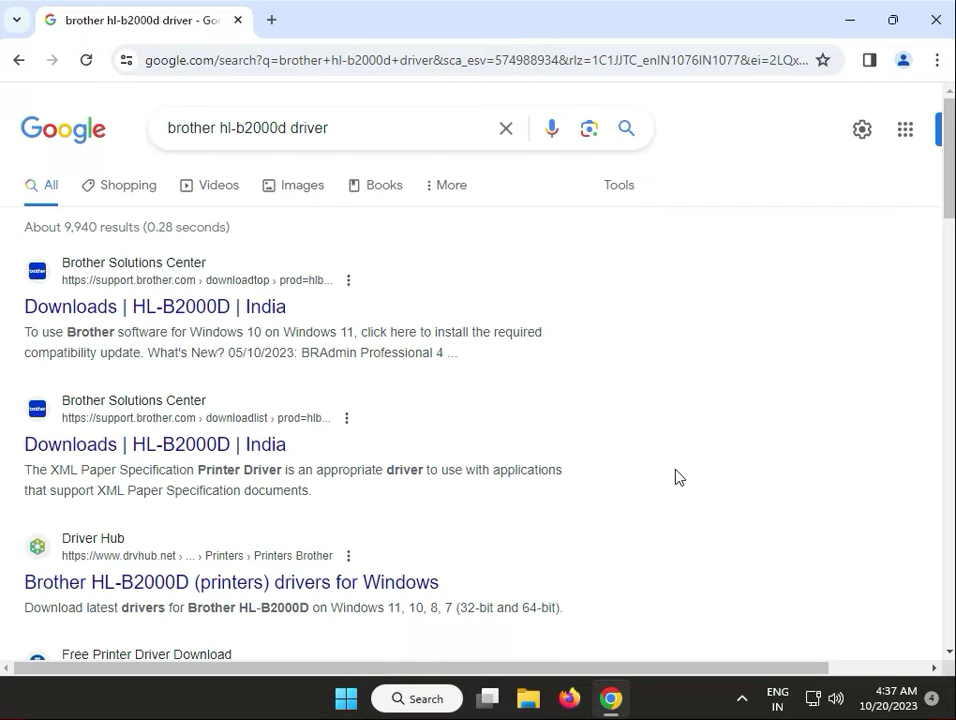 brother hl-b2000d driver - Goo
google.com/search?q=brother+hl-b2000d+driver&sca_esv=574988934&rlz=1C1JJTC_enIN1076IN1077&ei=2LQx...
Google
brother hl-b2000d driver
All
Shopping
Videos
Images
Books
More
Tools
About 9,940 results (0.28 seconds)
brother
Brother Solutions Center
https://support.brother.com › downloadtop › prod=hlb...
Downloads | HL-B2000D | India
To use Brother software for Windows 10 on Windows 11, click here to install the required
compatibility update. What's New? 05/10/2023: BRAdmin Professional 4 ...
brother
Brother Solutions Center
https://support.brother.com › downloadlist › prod=hlb...
Downloads | HL-B2000D | India
The XML Paper Specification Printer Driver is an appropriate driver to use with applications
that support XML Paper Specification documents.
Driver Hub
https://www.drvhub.net › ... › Printers › Printers Brother
Brother HL-B2000D (printers) drivers for Windows
Download latest drivers for Brother HL-B2000D on Windows 11, 10, 8, 7 (32-bit and 64-bit).
Free Printer Driver Download
Search
ENG
IN
4:37 AM
10/20/2023
4